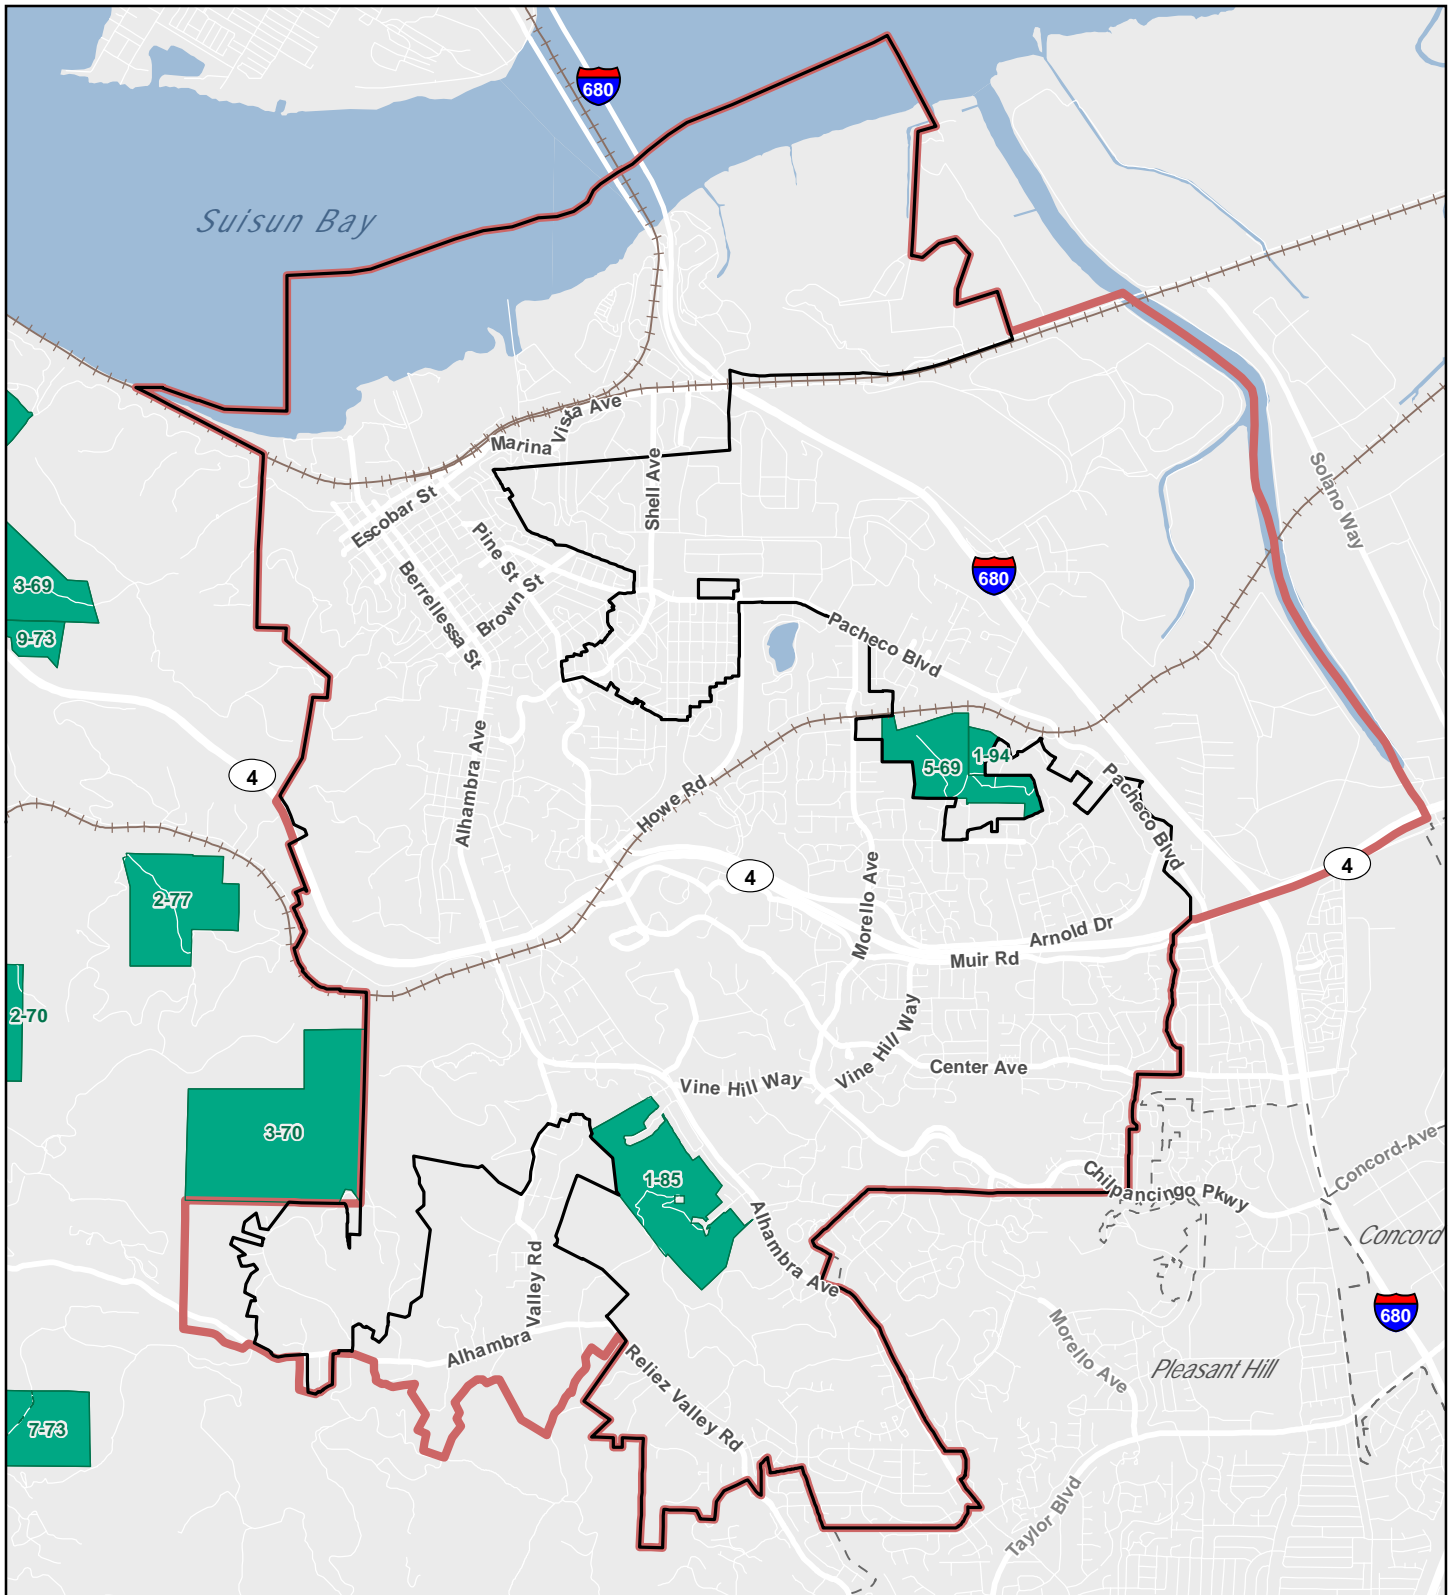 680
Suisun Bay
Marina Vista Ave
Escobar St
Shell Ave
Solano Way
Pine St
680
3-69
Berrellessa St
Brown St
9-73
Pacheco Blvd
1-94
5-69
4
Alhambra Ave
Howe Rd
Pacheco Blvd
4
4
2-77
Morello Ave
Arnold Dr
Muir Rd
2-70
Vine Hill Way
Center Ave
Vine Hill Way
3-70
Concord Ave
1-85
Chilpancingo Pkwy
Alhambra Ave
Concord
Alhambra Valley Rd
680
Reliez Valley Rd
Morello Ave
Pleasant Hill
7-73
Taylor Blvd